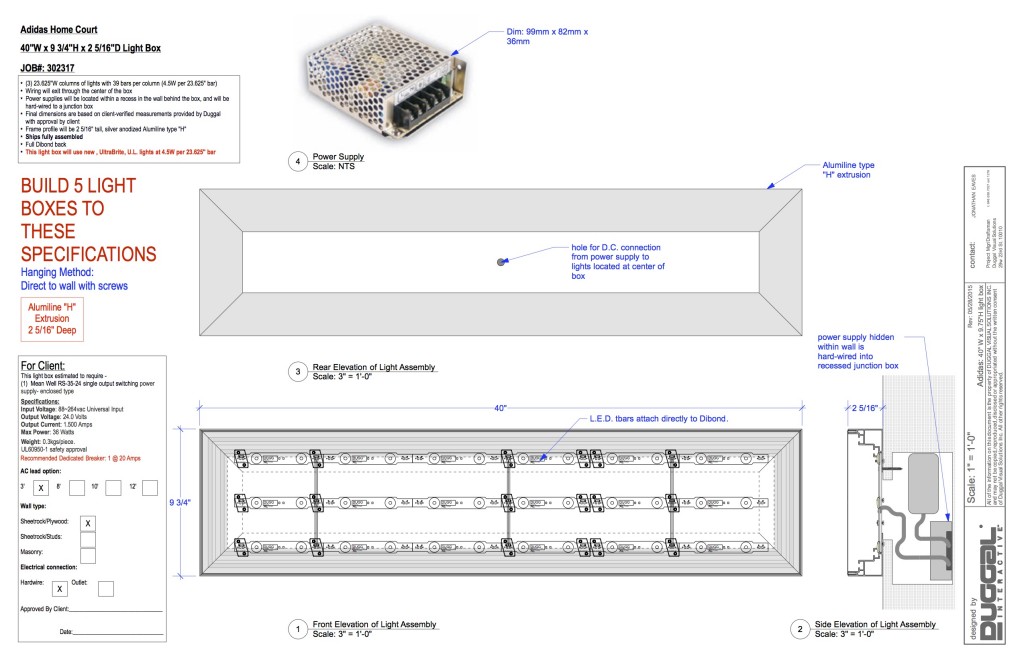 Adidas Home Court
40"W x 9 3/4"H x 2 5/16"D Light Box
JOB#: 302317
• (3) 23.625"W columns of lights with 39 bars per column (4.5W per 23.625" bar)
• Wiring will exit through the center of the box
• Power supplies will be located within a recess in the wall behind the box, and will be
hard-wired to a junction box
• Final dimensions are based on client-verified measurements provided by Duggal
with approval by client
• Frame profile will be 2 5/16" tall, silver anodized Alumiline type "H"
• Ships fully assembled
• Full Dibond back
• This light box will use new , UltraBrite, U.L. lights at 4.5W per 23.625" bar
BUILD 5 LIGHT
BOXES TO
THESE
SPECIFICATIONS
Hanging Method:
Direct to wall with screws
Alumiline "H"
Extrusion
2 5/16" Deep
For Client:
This light box estimated to require -
(1) Mean Well RS-35-24 single output switching power
supply- enclosed type
Specifications:
Input Voltage: 88~264vac Universal Input
Output Voltage: 24.0 Volts
Output Current: 1.500 Amps
Max Power: 36 Watts
Weight: 0.3kgs/piece.
UL60950-1 safety approval
Recommended Dedicated Breaker: 1 @ 20 Amps
AC lead option:
3' X 8' 10' 12'
Wall type:
Sheetrock/Plywood: X
Sheetrock/Studs:
Masonry:
Electrical connection:
Hardwire: X Outlet:
Approved By Client:
Date:
Dim: 99mm x 82mm x
36mm
4 Power Supply
Scale: NTS
Alumiline type
"H" extrusion
hole for D.C. connection
from power supply to
lights located at center of
box
3 Rear Elevation of Light Assembly
Scale: 3" = 1'-0"
power supply hidden
within wall is
hard-wired into
recessed junction box
40"
2 5/16"
L.E.D. tbars attach directly to Dibond.
9 3/4"
1 Front Elevation of Light Assembly
Scale: 3" = 1'-0"
2 Side Elevation of Light Assembly
Scale: 3" = 1'-0"
contact:
JONATHAN EAMES
Project Mgr/Draftsman
Duggal Visual Solutions
Rev: 05/28/2015
Adidas: 40" W x 9.75"H light box
All of the information on this document is the property of DUGGAL VISUAL SOLUTIONS INC.
and may not be copied, reproduced, disclosed or appropriated without the written consent
of Duggal Visual Solutions Inc. All other rights reserved.
Scale: 1" = 1'-0"
designed by
DUGGAL
INTERACTIVE